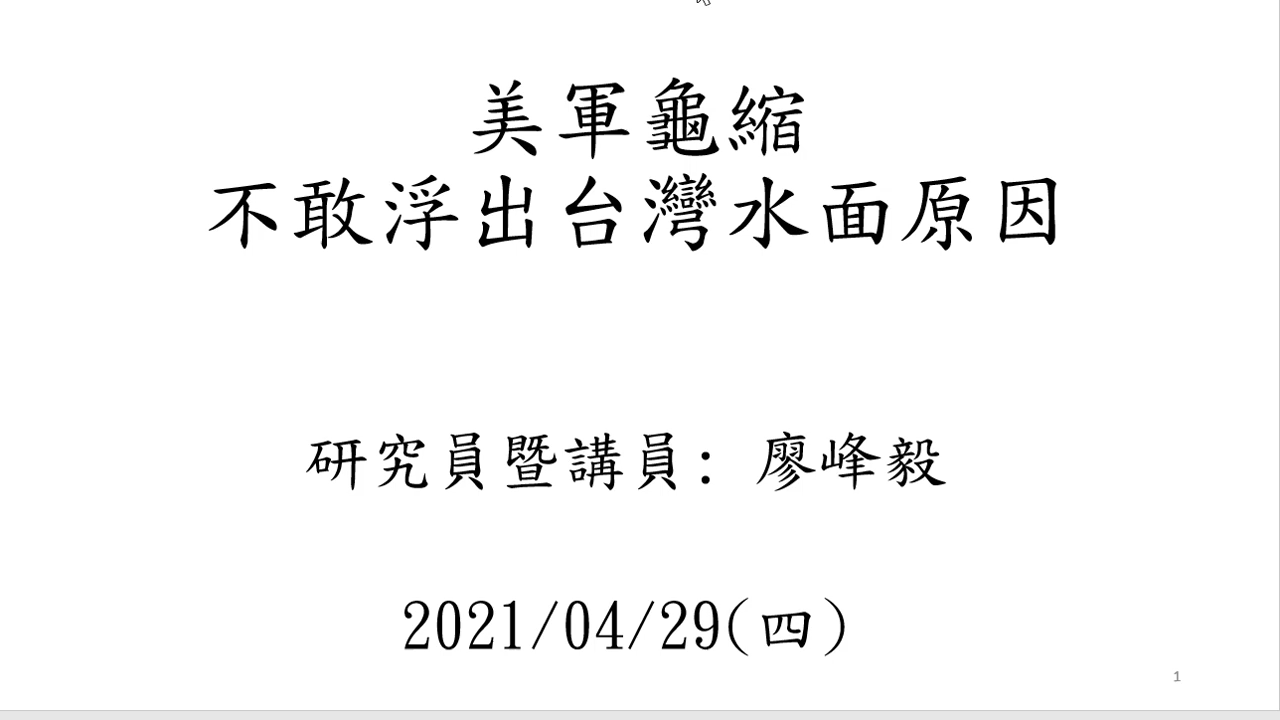 美軍龜縮
不敢浮出台灣水面原因
研究員暨講員: 廖峰毅
2021/04/29(四)
1